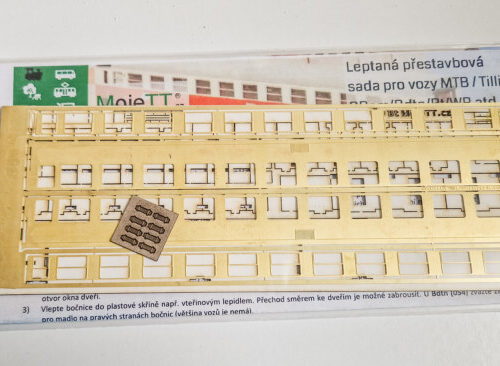 Leptaná přestavbová
sada pro vozy MTB / Tilli
MojeTT
otvor okna dveří.
3) Vlepte bočnice do plastové skříně např. vteřinovým lepidlem. Přechod směrem ke dveřím je možné zabrousit. U Bdtn (054) zvažte
pro madlo na pravých stranách bočnic (většina vozů je nemá).